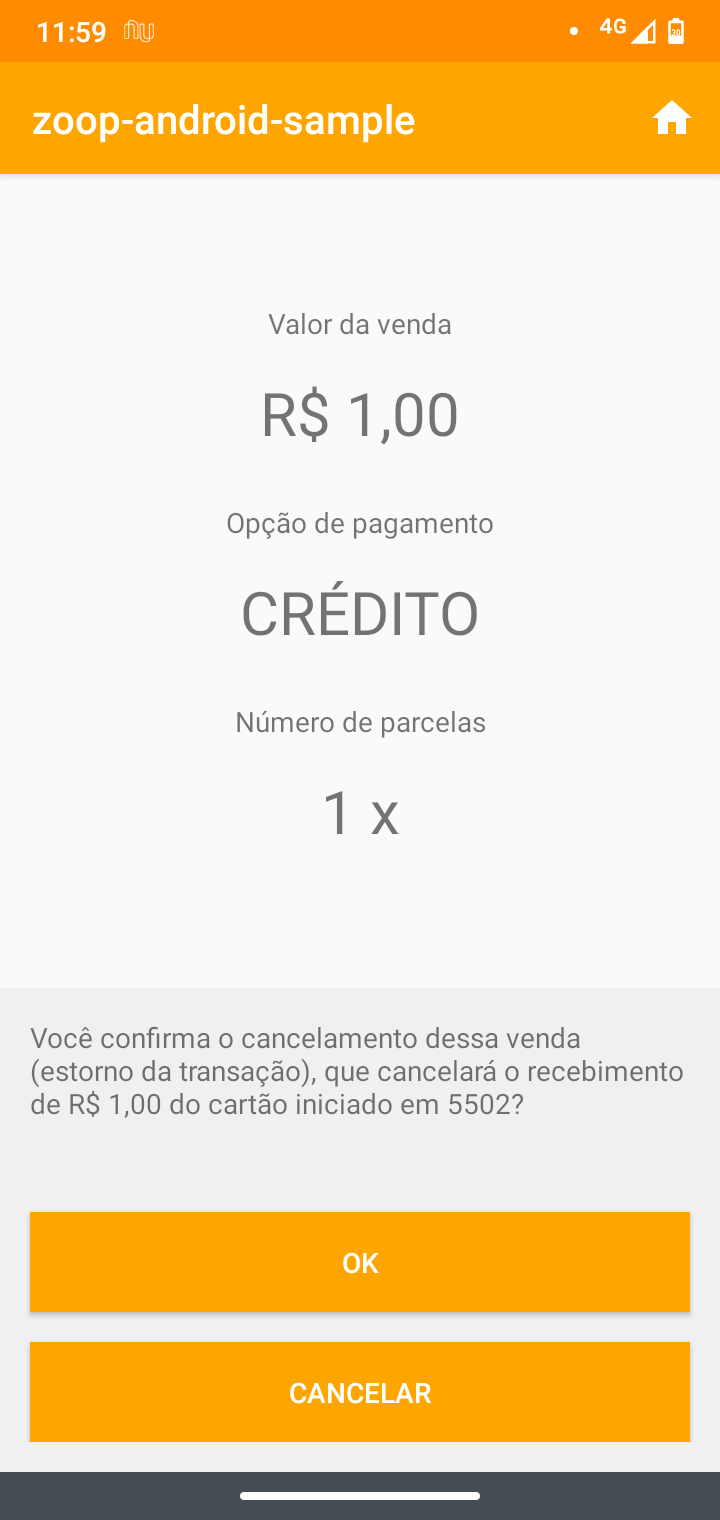 11:59
4G
30
zoop-android-sample
Valor da venda
R$ 1,00
Opção de pagamento
CRÉDITO
Número de parcelas
1 x
Você confirma o cancelamento dessa venda
(estorno da transação), que cancelará o recebimento
de R$ 1,00 do cartão iniciado em 5502?
OK
CANCELAR